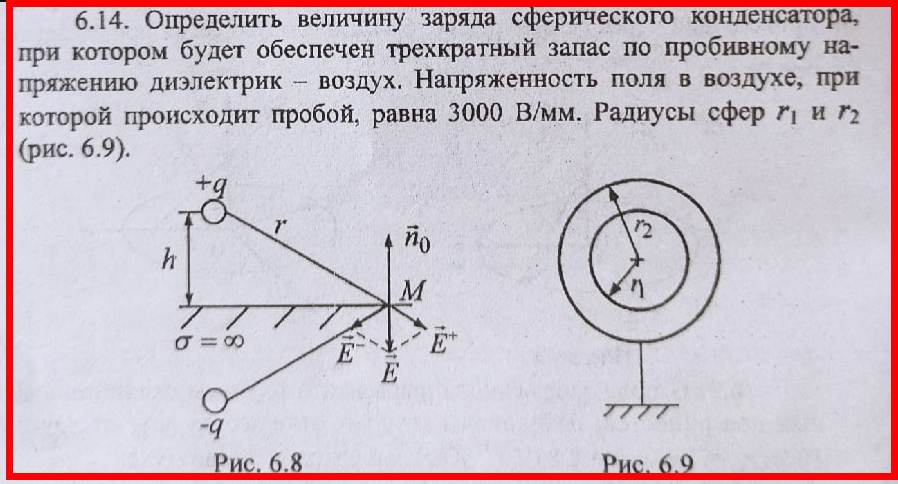 6.14. Определить величину заряда сферического конденсатора,
при котором будет обеспечен трехкратный запас по пробивному на-
пряжению диэлектрик – воздух. Напряженность поля в воздухе, при
которой происходит пробой, равна 3000 В/мм. Радиусы сфер r₁ и r₂
(рис. 6.9).
+q
r
h
n⃗₀
M
σ = ∞
E⃗⁻
E⃗
E⃗⁺
-q
Рис. 6.8
r₂
r₁
Рис. 6.9